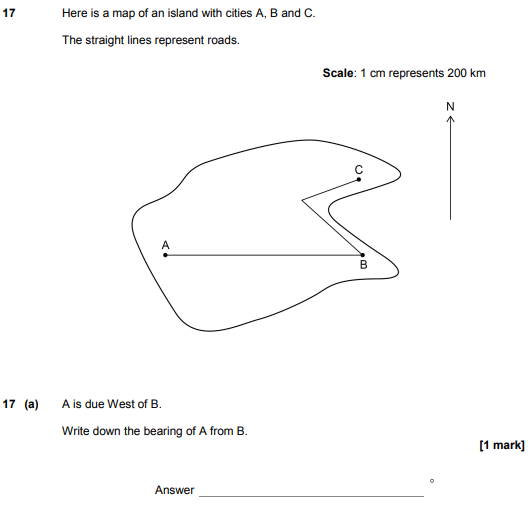 17 Here is a map of an island with cities A, B and C.
The straight lines represent roads.
Scale: 1 cm represents 200 km
N
C
A
B
17 (a) A is due West of B.
Write down the bearing of A from B.
[1 mark]
Answer ____________________ °